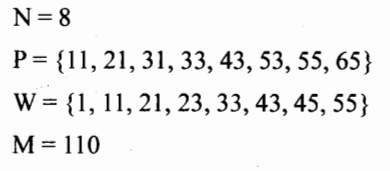 N = 8
P = {11, 21, 31, 33, 43, 53, 55, 65}
W = {1, 11, 21, 23, 33, 43, 45, 55}
M = 110